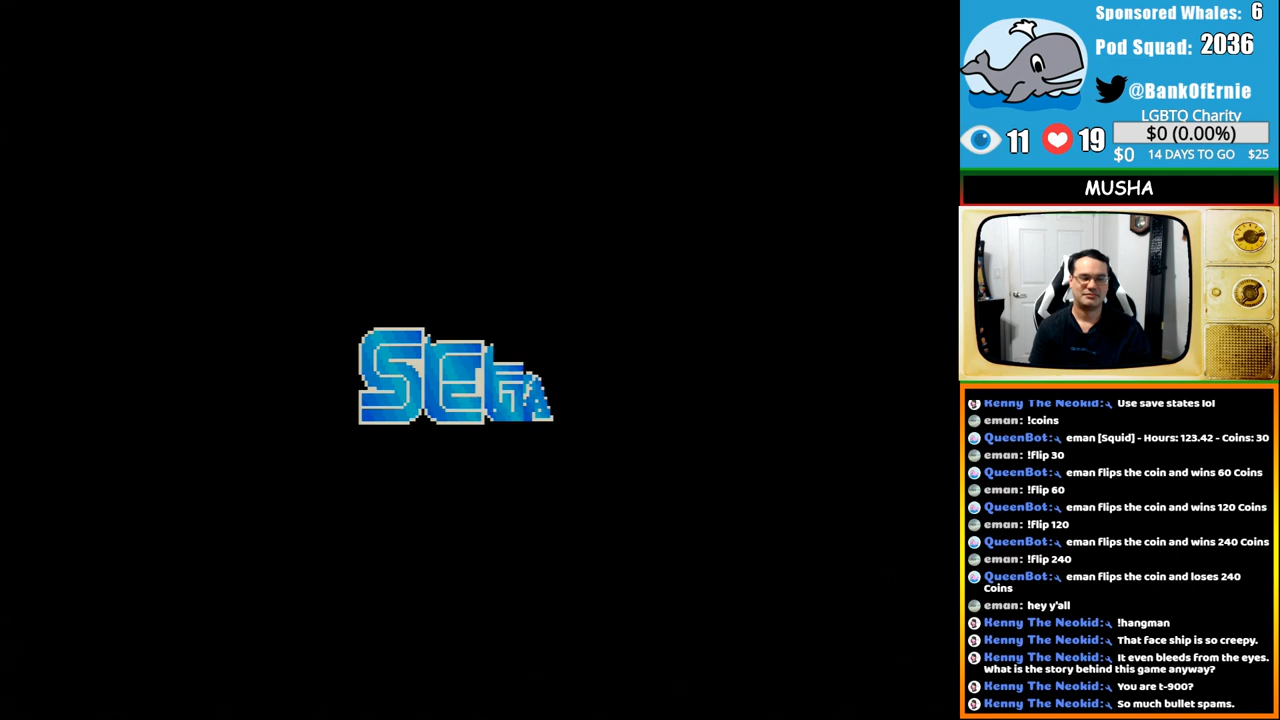 SEGA
Sponsored Whales: 6
Pod Squad: 2036
@BankOfErnie
LGBTQ Charity
11
19
$0 (0.00%)
$0 14 DAYS TO GO $25
MUSHA
Kenny The Neokid: Use save states lol
eman: !coins
QueenBot: eman [Squid] - Hours: 123.42 - Coins: 30
eman: !flip 30
QueenBot: eman flips the coin and wins 60 Coins
eman: !flip 60
QueenBot: eman flips the coin and wins 120 Coins
eman: !flip 120
QueenBot: eman flips the coin and wins 240 Coins
eman: !flip 240
QueenBot: eman flips the coin and loses 240
Coins
eman: hey y'all
Kenny The Neokid: !hangman
Kenny The Neokid: That face ship is so creepy.
Kenny The Neokid: It even bleeds from the eyes.
What is the story behind this game anyway?
Kenny The Neokid: You are t-900?
Kenny The Neokid: So much bullet spams.